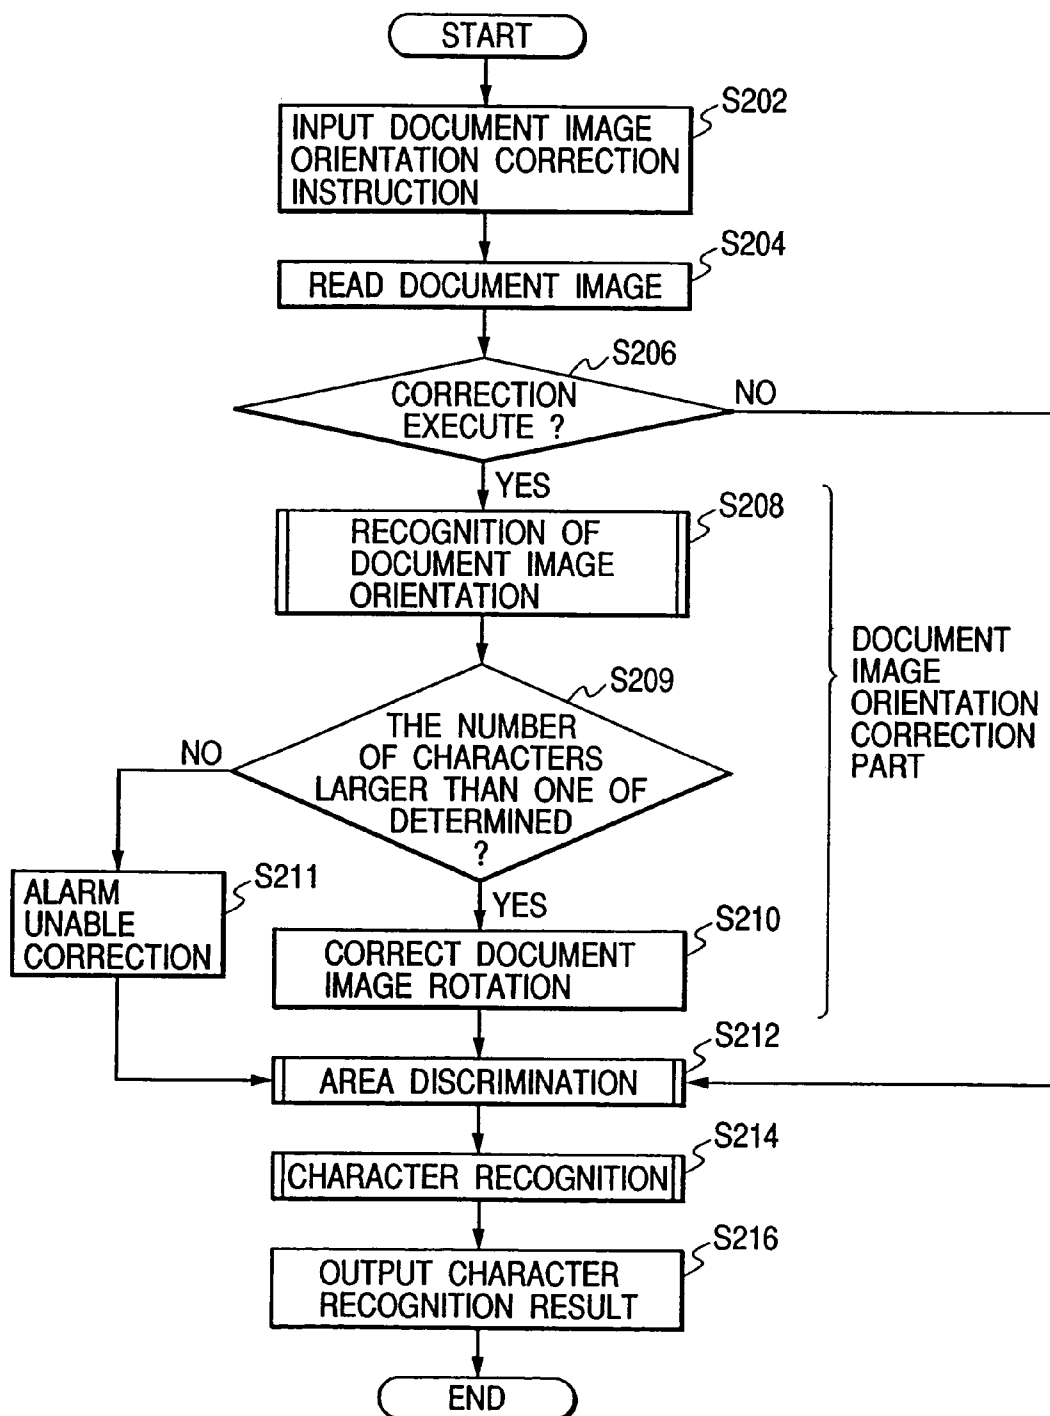 START
S202
INPUT DOCUMENT IMAGE
ORIENTATION CORRECTION
INSTRUCTION
S204
READ DOCUMENT IMAGE
S206
CORRECTION
EXECUTE ?
NO
YES
S208
RECOGNITION OF
DOCUMENT IMAGE
ORIENTATION
DOCUMENT
IMAGE
ORIENTATION
CORRECTION
PART
S209
THE NUMBER
OF CHARACTERS
LARGER THAN ONE OF
DETERMINED
?
NO
YES
S211
ALARM
UNABLE
CORRECTION
S210
CORRECT DOCUMENT
IMAGE ROTATION
S212
AREA DISCRIMINATION
S214
CHARACTER RECOGNITION
S216
OUTPUT CHARACTER
RECOGNITION RESULT
END